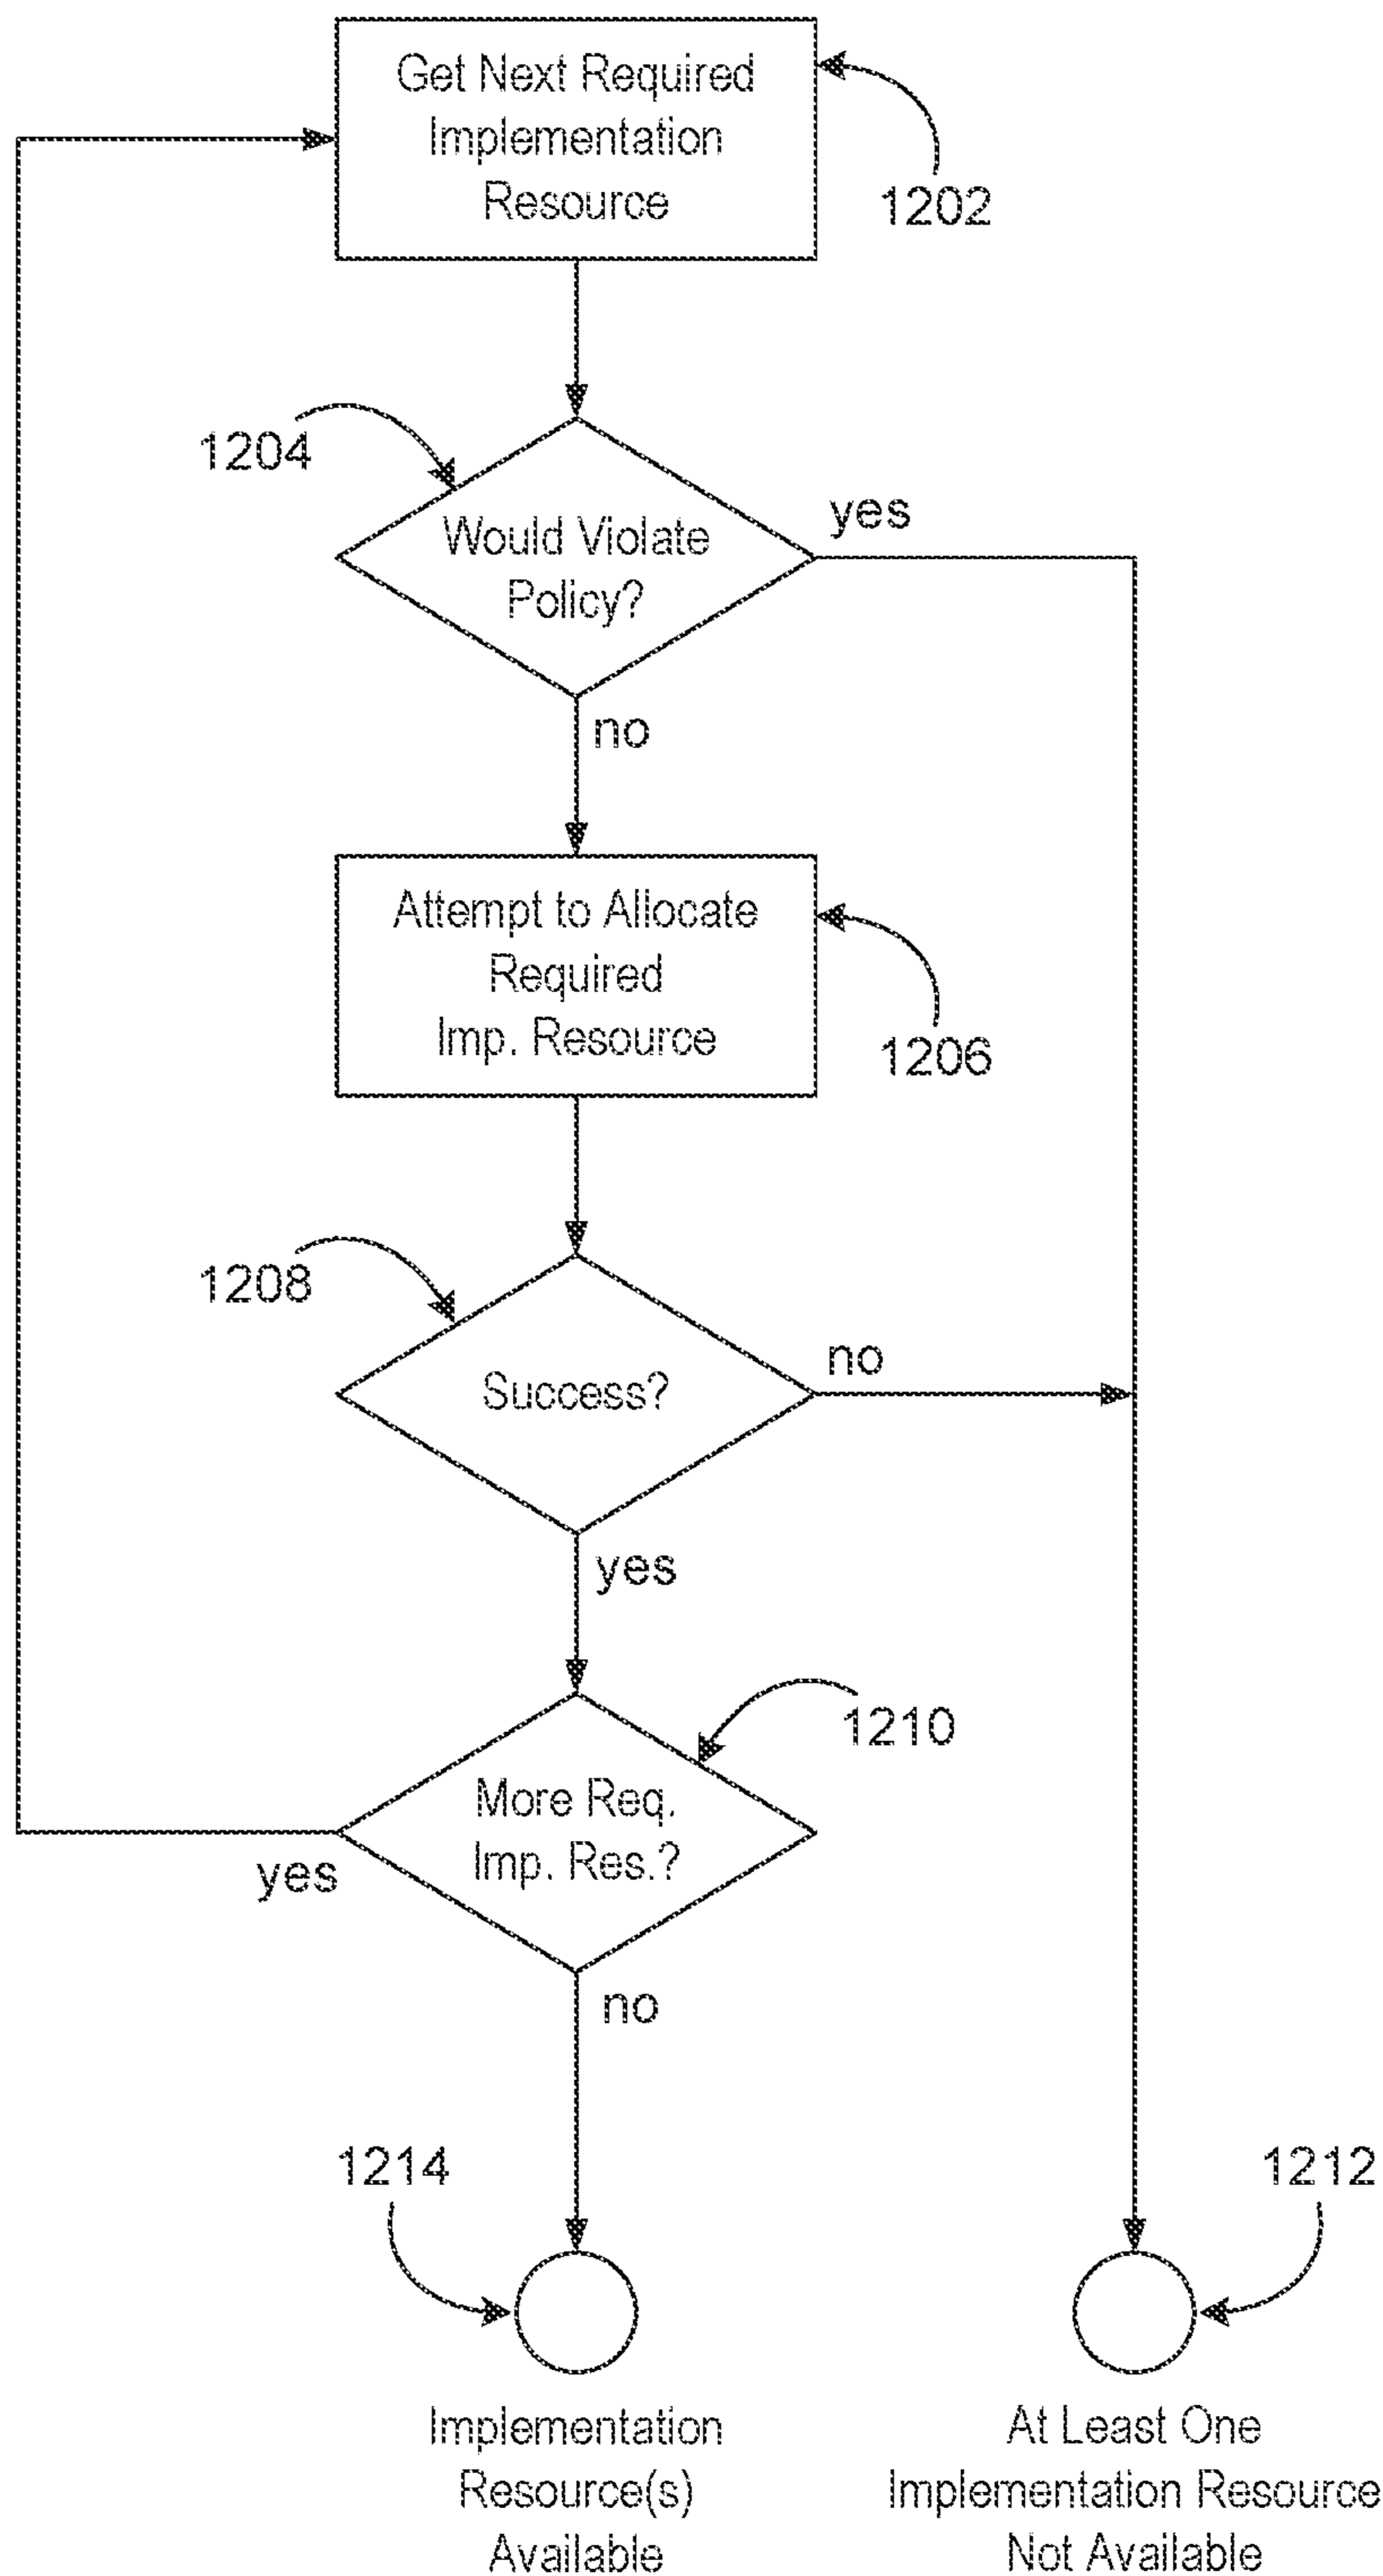 Get Next Required
Implementation
Resource
1202
1204
Would Violate
Policy?
yes
no
Attempt to Allocate
Required
Imp. Resource
1206
1208
Success?
no
yes
1210
More Req.
Imp. Res.?
yes
no
1214
1212
Implementation
Resource(s)
Available
At Least One
Implementation Resource
Not Available